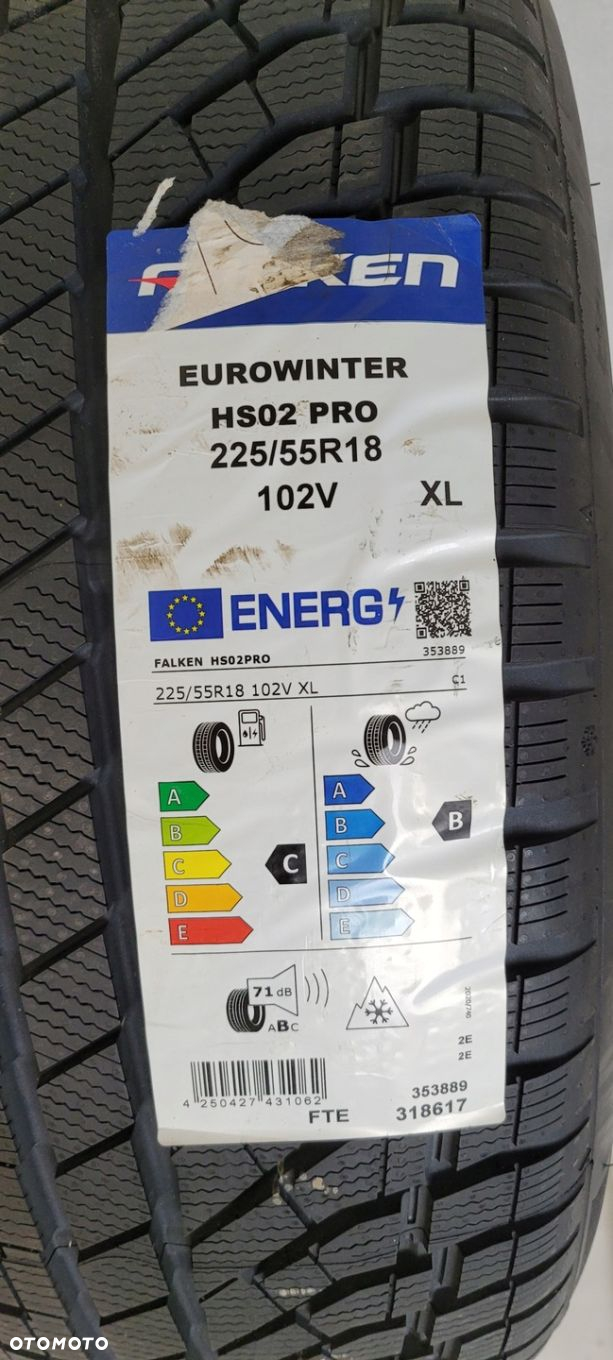 EUROWINTER
HS02 PRO
225/55R18
102V XL
ENERG
353889
FALKEN HS02PRO
225/55R18 102V XL C1
A A
B B B
C C C
D D
E E
71 dB
ABC
2020/740
2E
2E
4 250427 431062
353889
FTE 318617
OTOMOTO